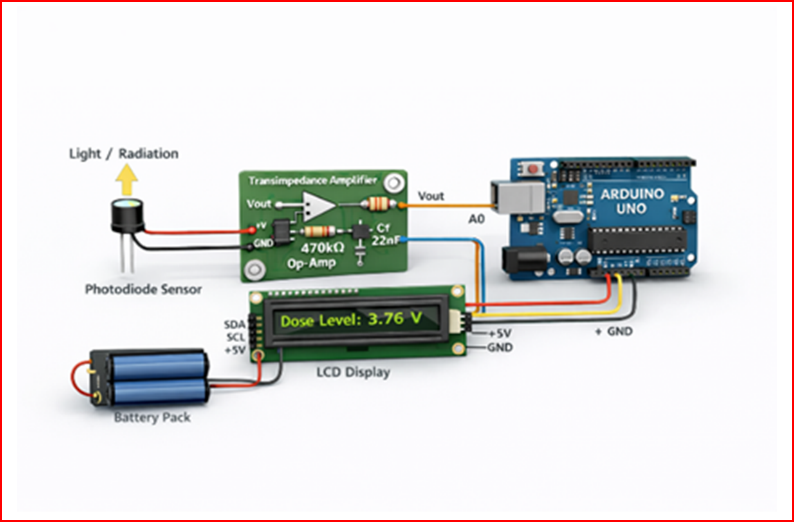 Light / Radiation
Transimpedance Amplifier
Vout
+V
GND
470kΩ
Op-Amp
Cf
22nF
Vout
A0
ARDUINO
UNO
Photodiode Sensor
Dose Level: 3.76 V
SDA
SCL
+5V
+5V
GND
+ GND
LCD Display
Battery Pack